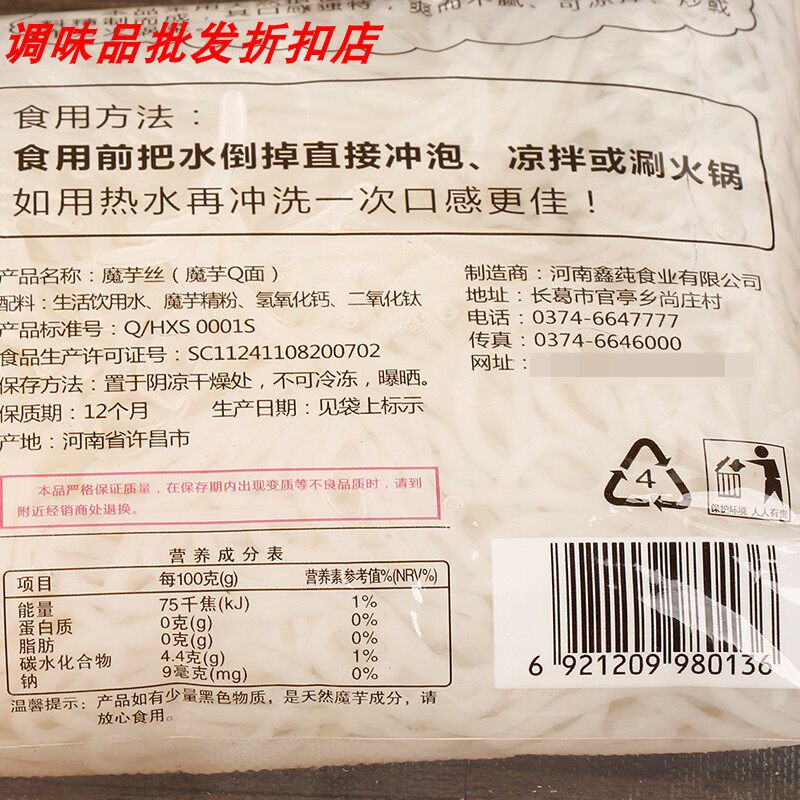 调味品批发折扣店
食用方法：
食用前把水倒掉直接冲泡、凉拌或涮火锅
如用热水再冲洗一次口感更佳！
产品名称：魔芋丝（魔芋Q面）
配料：生活饮用水、魔芋精粉、氢氧化钙、二氧化钛
产品标准号：Q/HXS 0001S
食品生产许可证号：SC11241108200702
保存方法：置于阴凉干燥处，不可冷冻，曝晒。
保质期：12个月 生产日期：见袋上标示
产地：河南省许昌市
制造商：河南鑫莼食业有限公司
地址：长葛市官亭乡尚庄村
电话：0374-6647777
传真：0374-6646000
网址：
本品严格保证质量，在保存期内出现变质等不良品质时，请到
附近经销商处退换。
4
保护环境 人人有责
营养成分表
项目 每100克(g) 营养素参考值%(NRV%)
能量 75千焦(kJ) 1%
蛋白质 0克(g) 0%
脂肪 0克(g) 0%
碳水化合物 4.4克(g) 1%
钠 9毫克(mg) 0%
温馨提示：产品如有少量黑色物质，是天然魔芋成分，请
放心食用。
6 921209 980136